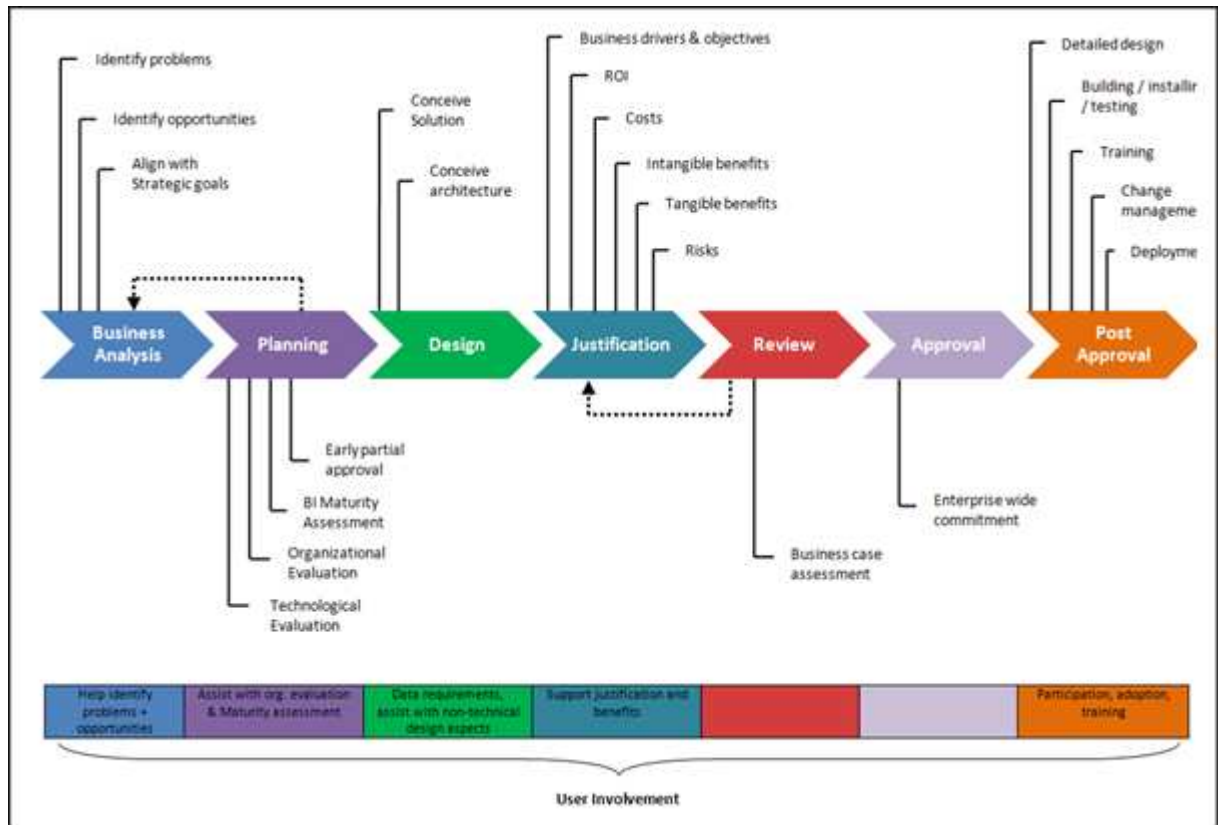 Identify problems
Identify opportunities
Align with
Strategic goals
Conceive
Solution
Conceive
architecture
Business drivers & objectives
ROI
Costs
Intangible benefits
Tangible benefits
Risks
Detailed design
Building / installir
/ testing
Training
Change
manageme
Deployme
Business
Analysis
Planning
Design
Justification
Review
Approval
Post
Approval
Early partial
approval
BI Maturity
Assessment
Organizational
Evaluation
Technological
Evaluation
Business case
assessment
Enterprise wide
commitment
Help identify
problems +
opportunities
Assist with org. evaluation
& Maturity assessment
Data requirements,
assist with non-technical
design aspects
Support justification and
benefits
Participation, adoption,
training
User Involvement